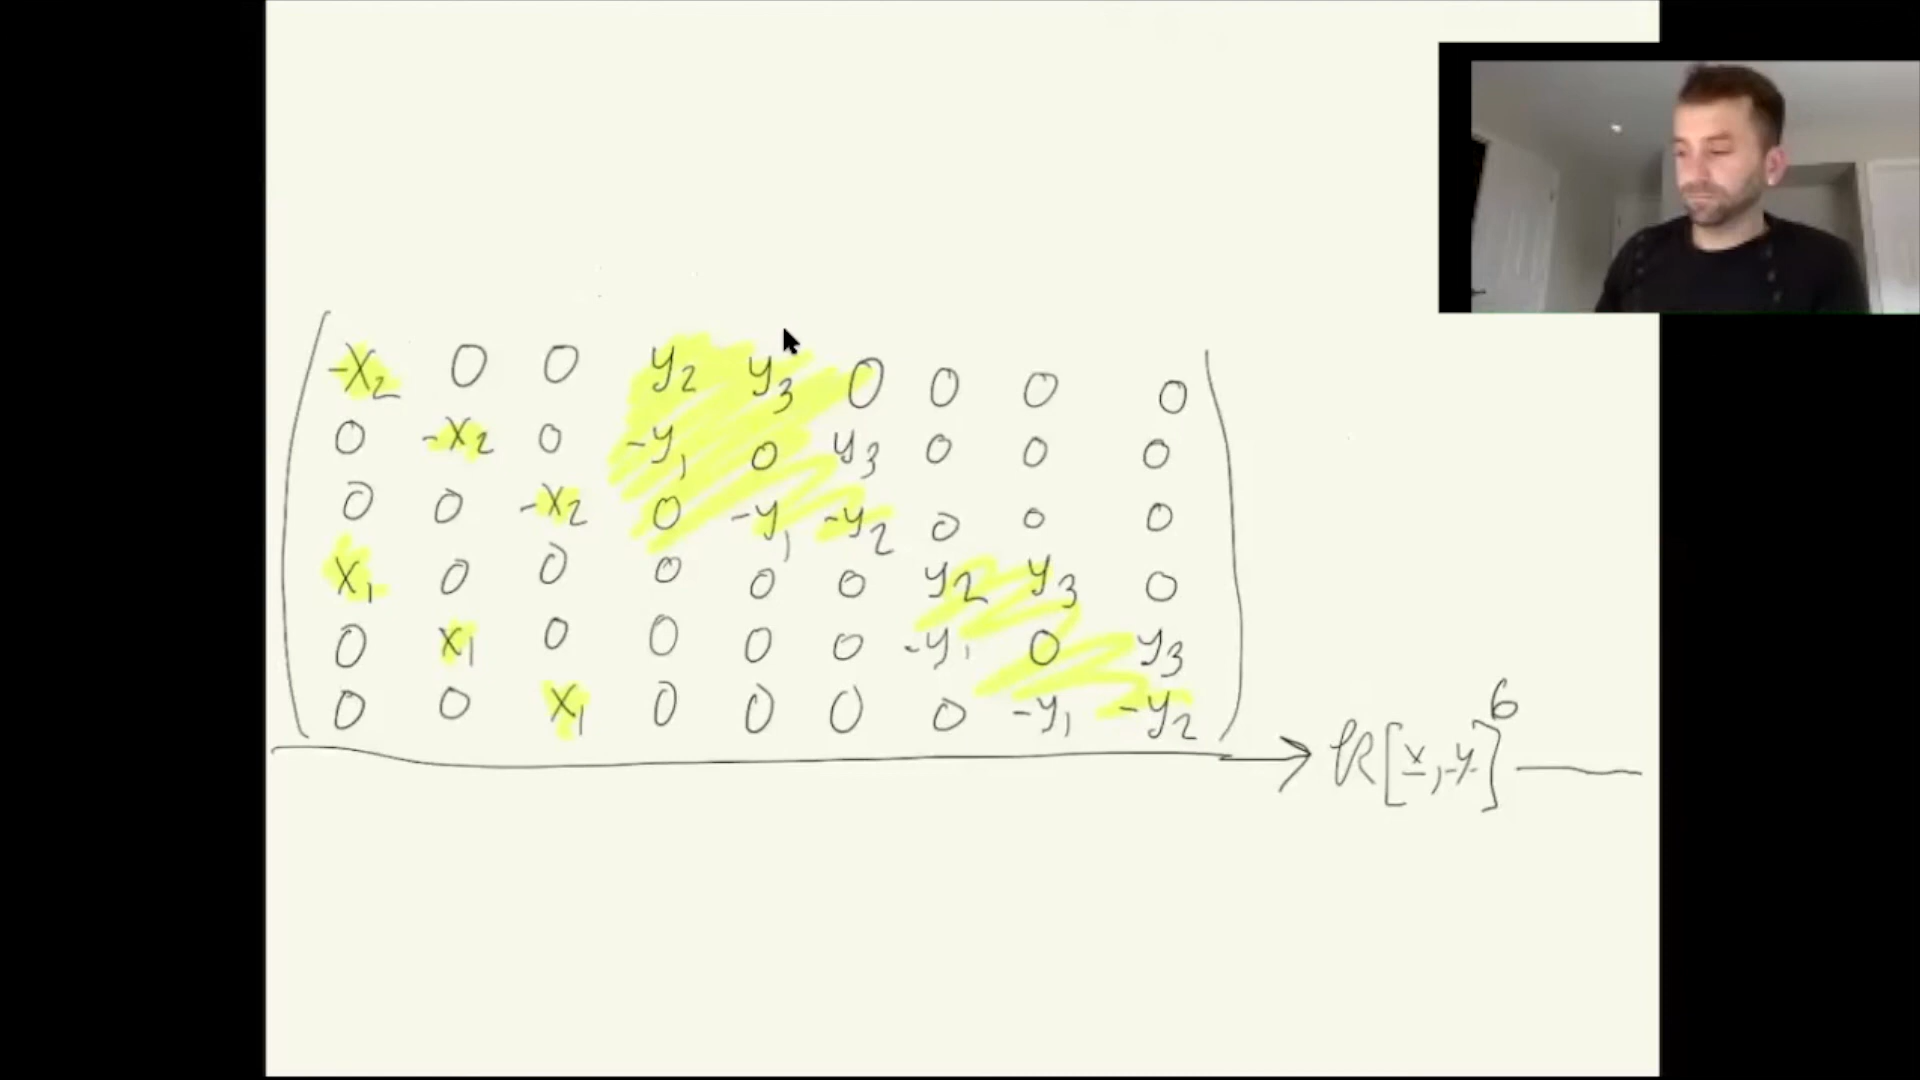 -x₂ 0 0 y₂ y₃ 0 0 0 0
0 -x₂ 0 -y₁ 0 y₃ 0 0 0
0 0 -x₂ 0 -y₁ -y₂ 0 0 0
x₁ 0 0 0 0 0 y₂ y₃ 0
0 x₁ 0 0 0 0 -y₁ 0 y₃
0 0 x₁ 0 0 0 0 -y₁ -y₂
→ ℝ[x, y]⁶